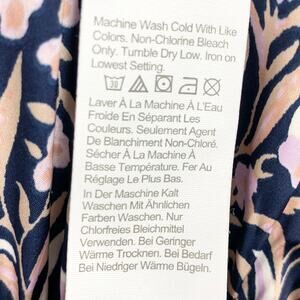 Machine Wash Cold With Like
Colors. Non-Chlorine Bleach
Only. Tumble Dry Low. Iron on
Lowest Setting.
30
Laver À La Machine À L'Eau
Froide En Séparant Les
Couleurs. Seulement Agent
De Blanchiment Non-Chloré.
Sécher À La Machine À
Basse Température. Fer Au
Réglage Le Plus Bas.
In Der Maschine Kalt
Waschen Mit Ähnlichen
Farben Waschen. Nur
Chlorfreies Bleichmittel
Verwenden. Bei Geringer
Wärme Trocknen. Bei Bedarf
Bei Niedriger Wärme Bügeln.